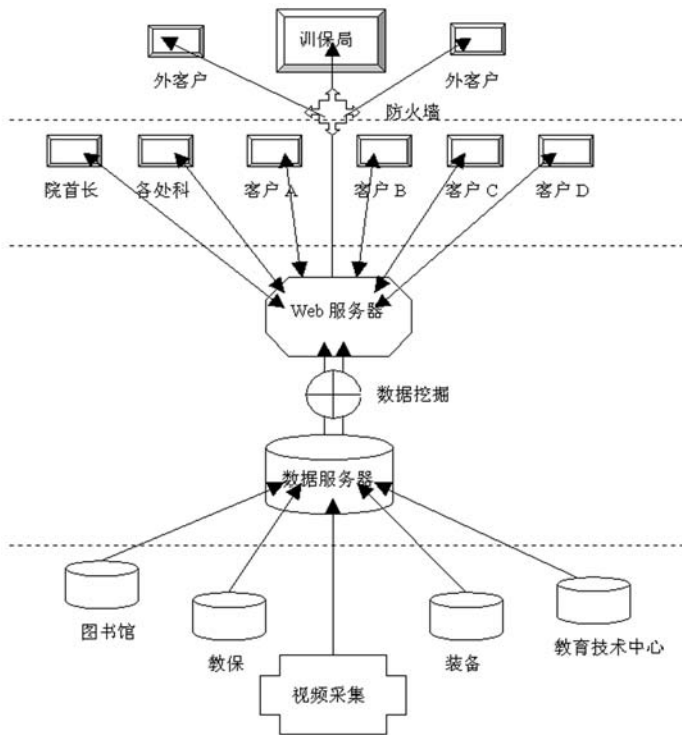 训保局
外客户
外客户
防火墙
院首长
各处科
客户 A
客户 B
客户 C
客户 D
Web 服务器
数据挖掘
数据服务器
图书馆
教保
装备
教育技术中心
视频采集